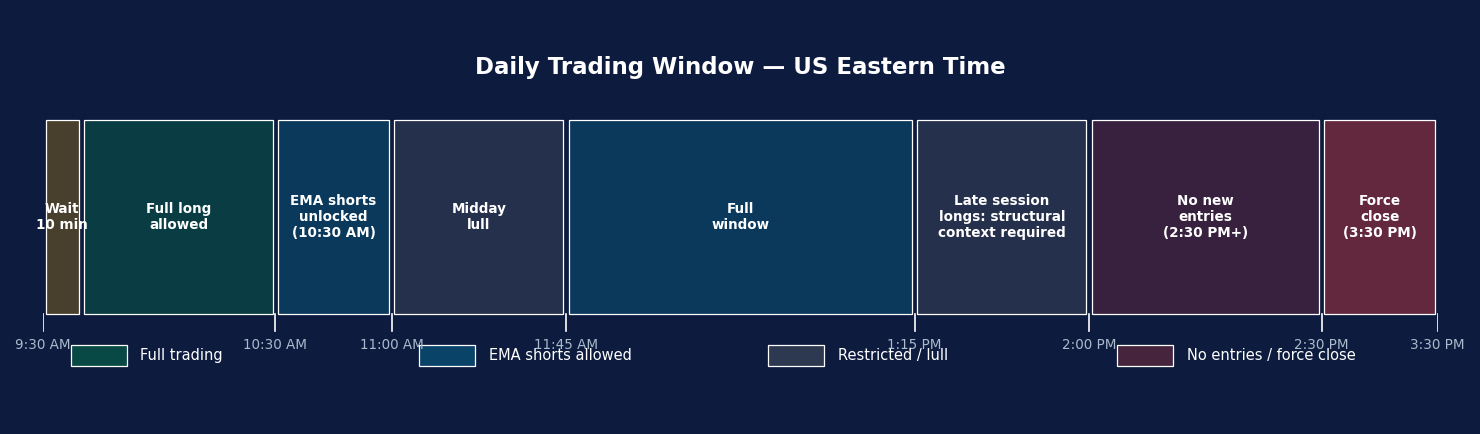 Daily Trading Window — US Eastern Time
Wait
10 min
Full long
allowed
EMA shorts
unlocked
(10:30 AM)
Midday
lull
Full
window
Late session
longs: structural
context required
No new
entries
(2:30 PM+)
Force
close
(3:30 PM)
9:30 AM
10:30 AM
11:00 AM
11:45 AM
1:15 PM
2:00 PM
2:30 PM
3:30 PM
Full trading
EMA shorts allowed
Restricted / lull
No entries / force close